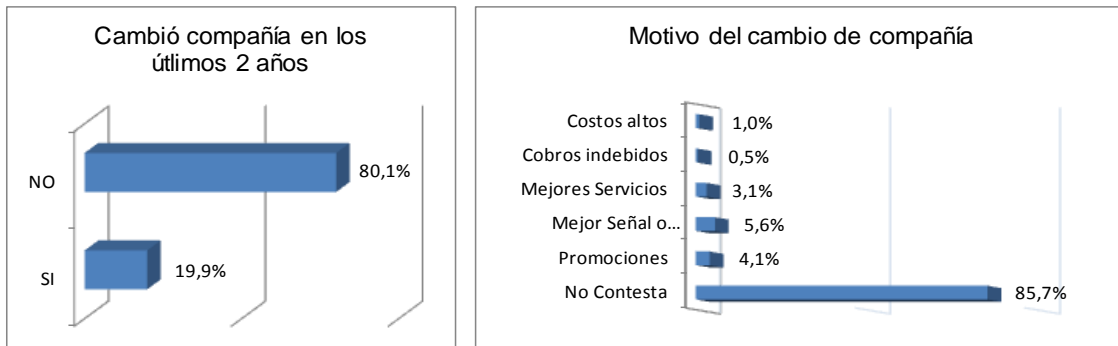 Cambió compañía en los
útlimos 2 años
NO
80,1%
SI
19,9%
Motivo del cambio de compañía
Costos altos
1,0%
Cobros indebidos
0,5%
Mejores Servicios
3,1%
Mejor Señal o...
5,6%
Promociones
4,1%
No Contesta
85,7%